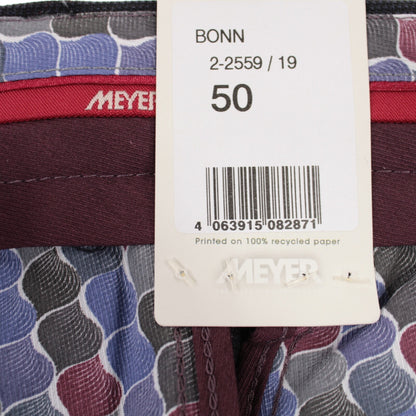 BONN
2-2559 / 19
50
MEYER
4 063915 082871
Printed on 100% recycled paper
MEYER